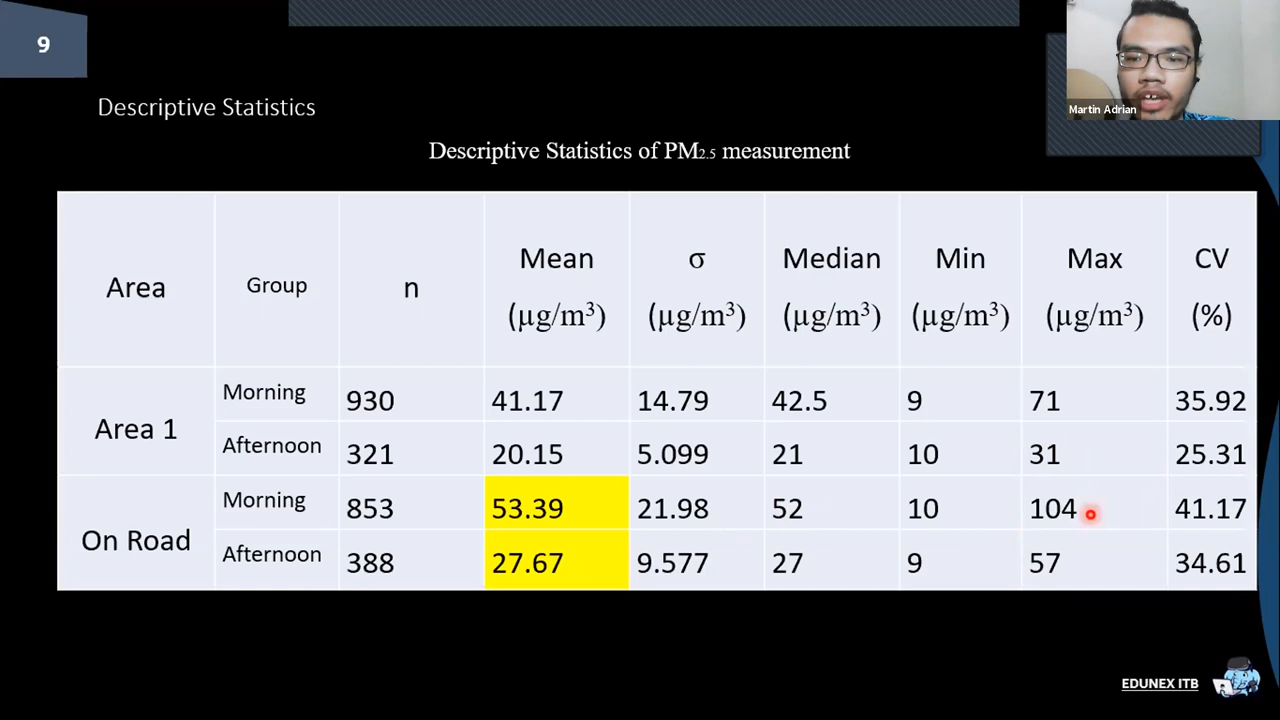 9
Martin Adrian
Descriptive Statistics
Descriptive Statistics of PM2.5 measurement
Area Group n Mean (µg/m³) σ (µg/m³) Median (µg/m³) Min (µg/m³) Max (µg/m³) CV (%)
Area 1 Morning 930 41.17 14.79 42.5 9 71 35.92
Afternoon 321 20.15 5.099 21 10 31 25.31
On Road Morning 853 53.39 21.98 52 10 104 41.17
Afternoon 388 27.67 9.577 27 9 57 34.61
EDUNEX ITB